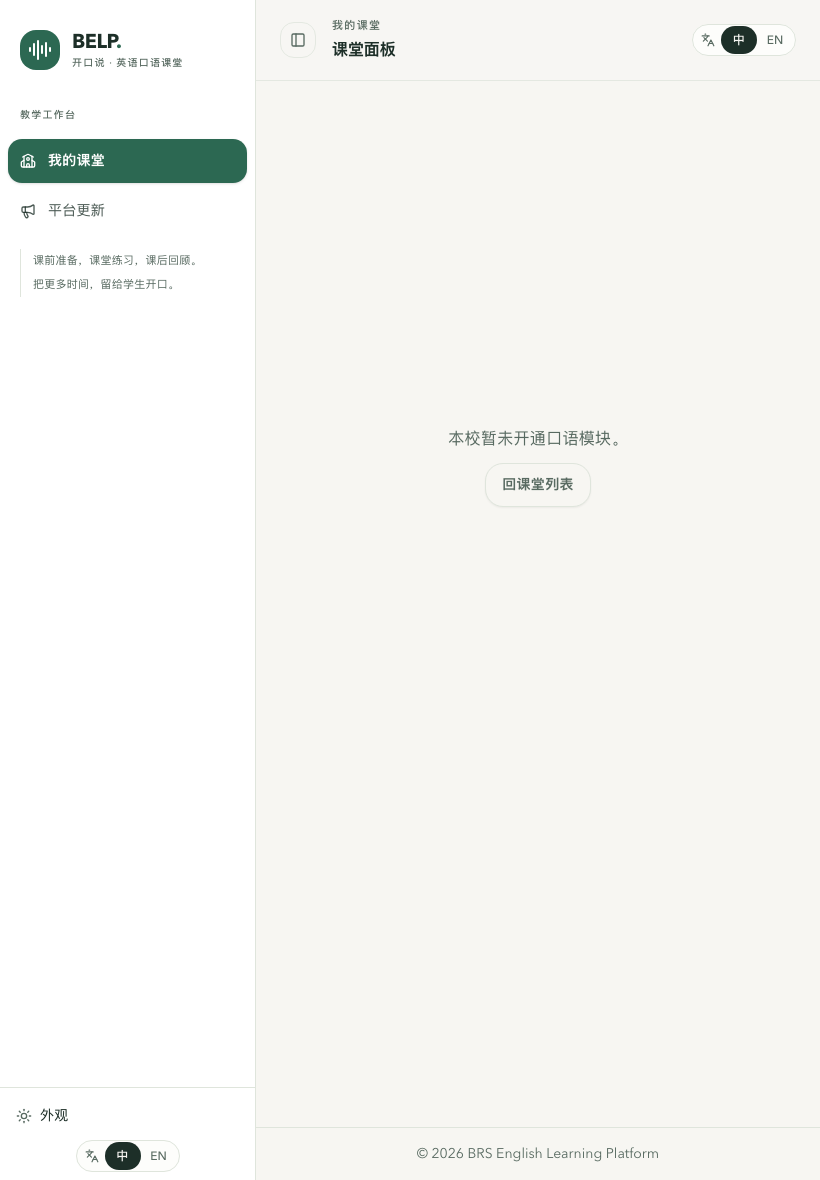 BELP.
开口说 · 英语口语课堂
教学工作台
我的课堂
平台更新
课前准备，课堂练习，课后回顾。
把更多时间，留给学生开口。
外观
中 EN
我的课堂
课堂面板
中 EN
本校暂未开通口语模块。
回课堂列表
© 2026 BRS English Learning Platform